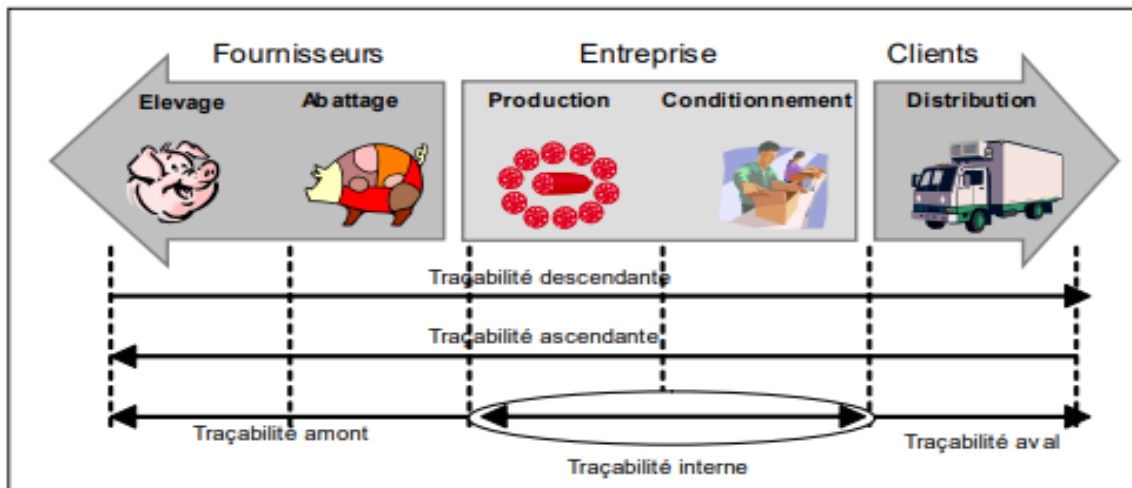 Fournisseurs Entreprise Clients
Elevage Abattage Production Conditionnement Distribution
Traçabilité descendante
Traçabilité ascendante
Traçabilité amont
Traçabilité interne
Traçabilité aval